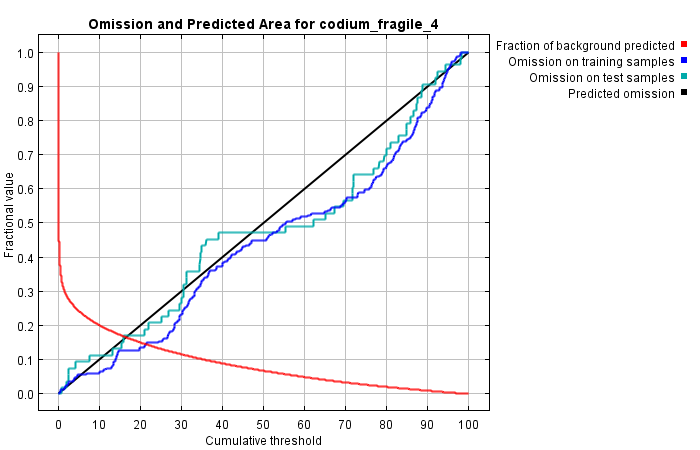 Omission and Predicted Area for codium_fragile_4
Fraction of background predicted
Omission on training samples
Omission on test samples
Predicted omission
1.0
0.9
0.8
0.7
0.6
0.5
0.4
0.3
0.2
0.1
0.0
Fractional value
0 10 20 30 40 50 60 70 80 90 100
Cumulative threshold